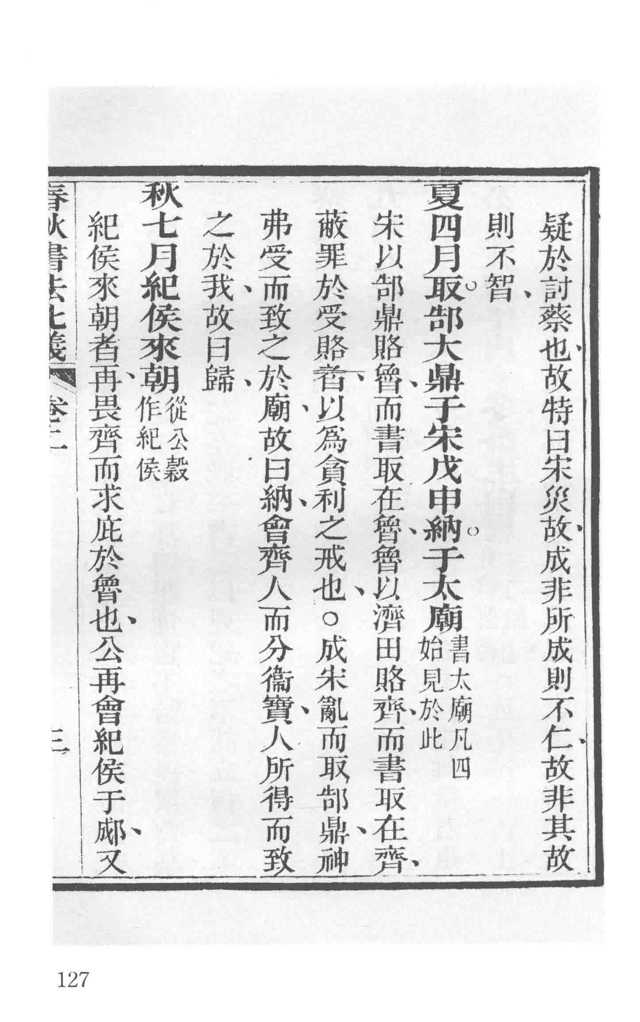 疑於討蔡、也故特曰宋災、故、成非所成則不仁、故非其故
則不智、
夏四月取郜大鼎于宋戊申納于太廟書太廟凡四始見於此
宋以郜鼎賂魯、而書取在魯、魯以濟田賂齊、而書取在齊、
蔽罪於受賂者、以為貪利之戒也、○成宋亂而取郜鼎、神
弗受而致之於廟、故曰納、會齊人而分衞寶、人所得而致
之於我、故曰歸、
秋七月紀侯來朝從公穀作紀侯
紀侯來朝者、再畏齊而求庇於魯也、公再會紀侯于郕、又
春秋書法比義 卷二 三
127